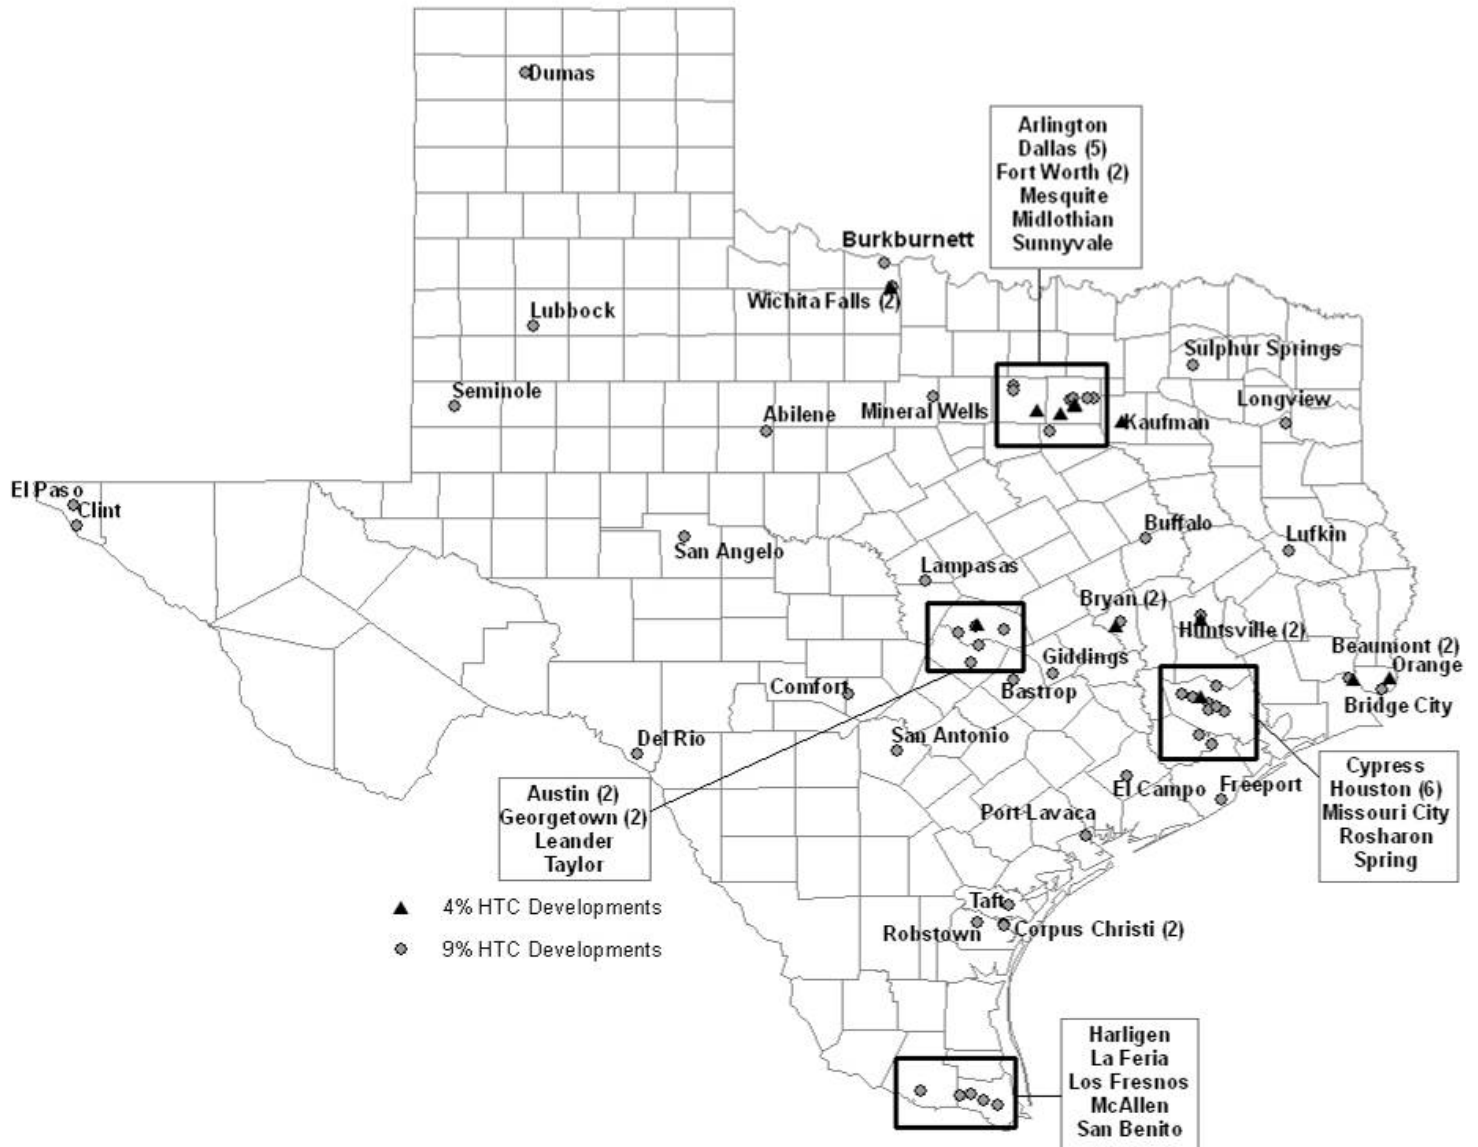 Dumas
Arlington
Dallas (5)
Fort Worth (2)
Mesquite
Midlothian
Sunnyvale
Burkburnett
Wichita Falls (2)
Lubbock
Sulphur Springs
Seminole
Abilene
Mineral Wells
Longview
Kaufman
El Paso
Clint
San Angelo
Buffalo
Lufkin
Lampasas
Bryan (2)
Huntsville (2)
Beaumont (2)
Orange
Giddings
Bastrop
Comfort
Bridge City
Del Rio
San Antonio
El Campo
Freeport
Austin (2)
Georgetown (2)
Leander
Taylor
Cypress
Houston (6)
Missouri City
Rosharon
Spring
Port Lavaca
4% HTC Developments
9% HTC Developments
Taft
Robstown
Corpus Christi (2)
Harligen
La Feria
Los Fresnos
McAllen
San Benito